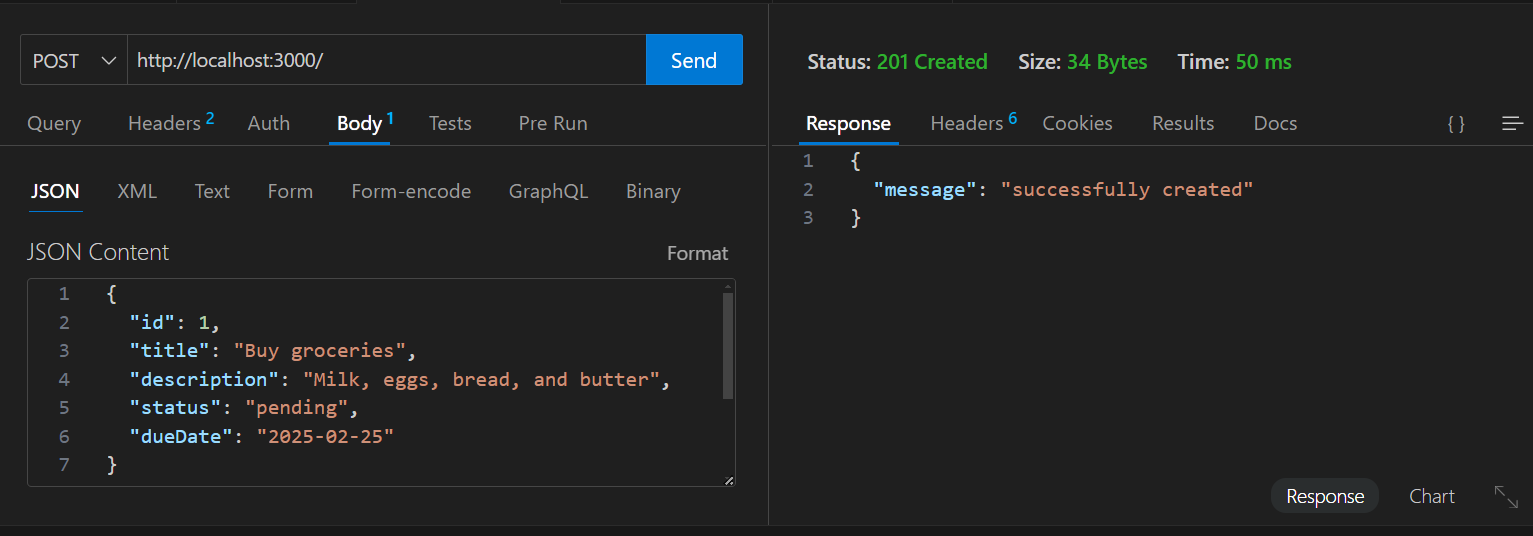 POST http://localhost:3000/ Send
Query Headers 2 Auth Body 1 Tests Pre Run
JSON XML Text Form Form-encode GraphQL Binary
JSON Content Format
1 {
2 "id": 1,
3 "title": "Buy groceries",
4 "description": "Milk, eggs, bread, and butter",
5 "status": "pending",
6 "dueDate": "2025-02-25"
7 }
Status: 201 Created Size: 34 Bytes Time: 50 ms
Response Headers 6 Cookies Results Docs { }
1 {
2 "message": "successfully created"
3 }
Response Chart